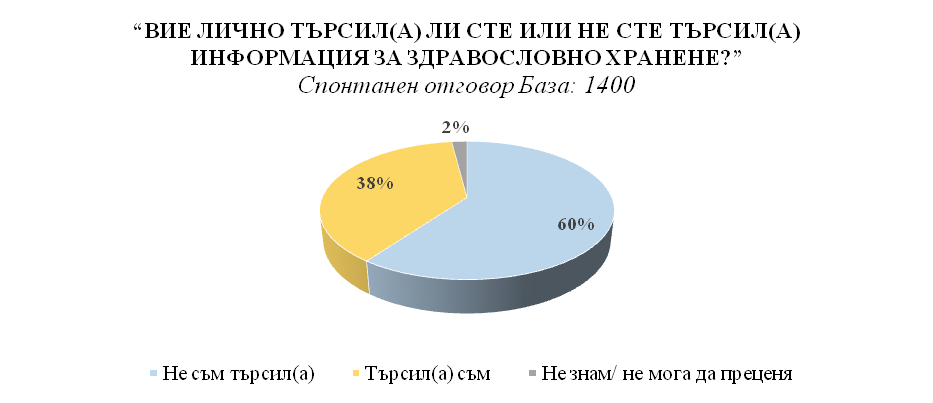 “ВИЕ ЛИЧНО ТЪРСИЛ(А) ЛИ СТЕ ИЛИ НЕ СТЕ ТЪРСИЛ(А)
ИНФОРМАЦИЯ ЗА ЗДРАВОСЛОВНО ХРАНЕНЕ?”
Спонтанен отговор База: 1400
2%
38%
60%
Не съм търсил(а) Търсил(а) съм Не знам/ не мога да преценя